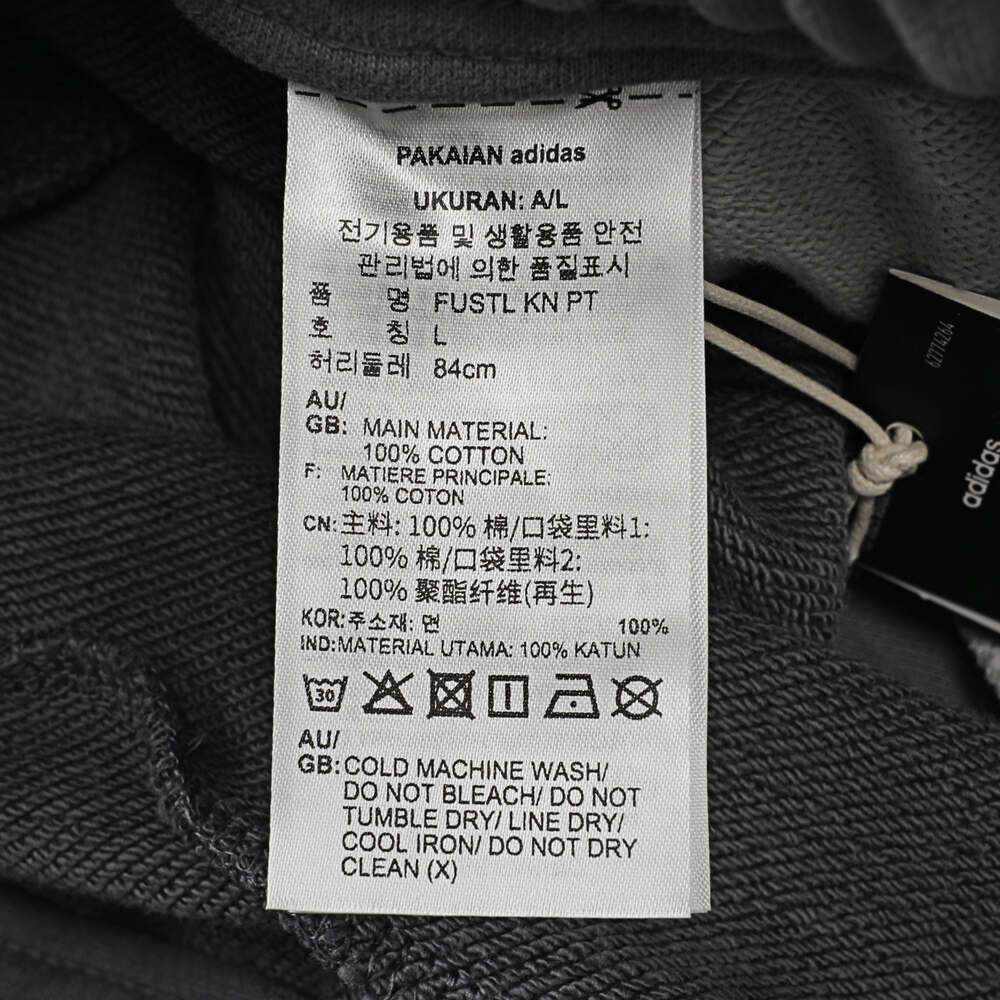 PAKAIAN adidas
UKURAN: A/L
전기용품 및 생활용품 안전
관리법에 의한 품질표시
품 명 FUSTL KN PT
호 칭 L
허리둘레 84cm
AU/
GB: MAIN MATERIAL:
100% COTTON
F: MATIERE PRINCIPALE:
100% COTON
CN: 主料: 100% 棉/口袋里料1:
100% 棉/口袋里料2:
100% 聚酯纤维(再生)
KOR:주소재: 면 100%
IND:MATERIAL UTAMA: 100% KATUN
30
AU/
GB: COLD MACHINE WASH/
DO NOT BLEACH/ DO NOT
TUMBLE DRY/ LINE DRY/
COOL IRON/ DO NOT DRY
CLEAN (X)
62774264
adidas